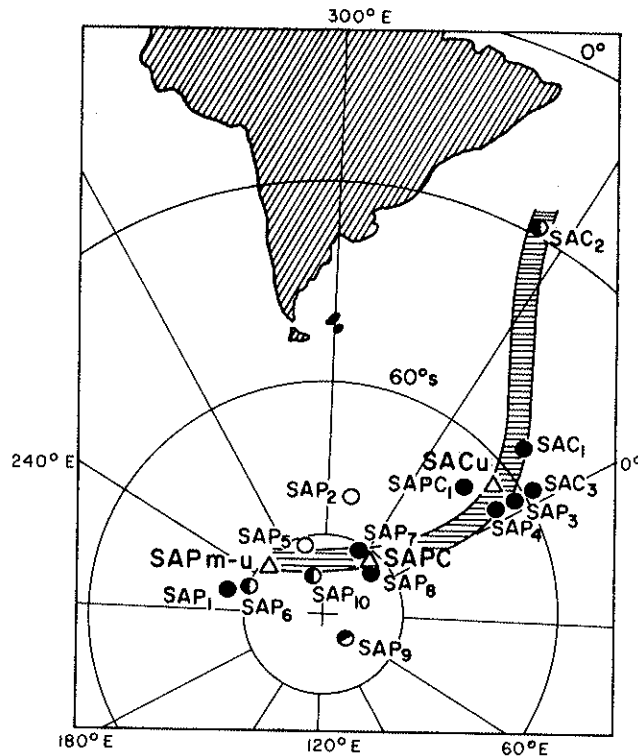 300°E
0°
SAC2
60°s
240°E
0°
SACu
SAC1
SAPC1
SAC3
SAP2
SAP3
SAP4
SAP5
SAP7
SAPm-u
SAPC
SAP1
SAP6
SAP10
SAP8
SAP9
180°E
120°E
60°E